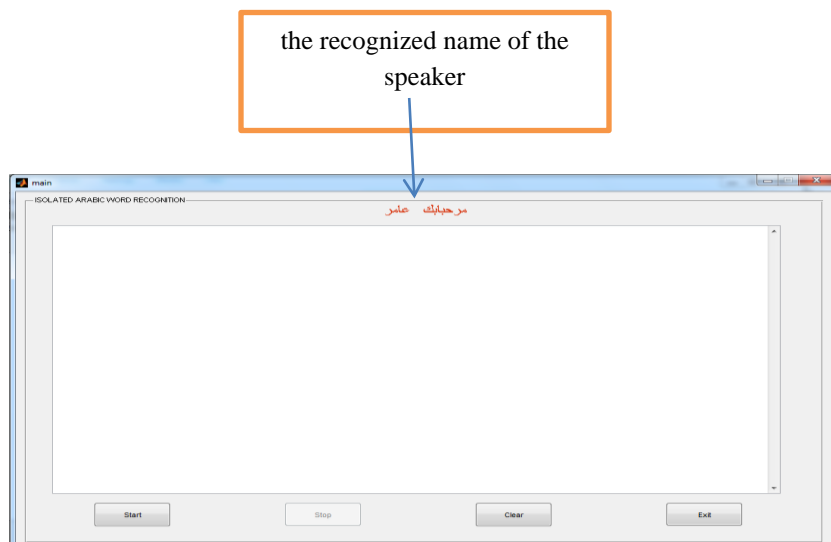 the recognized name of the
speaker
main
ISOLATED ARABIC WORD RECOGNITION
مرحبابك عامر
Start Stop Clear Exit